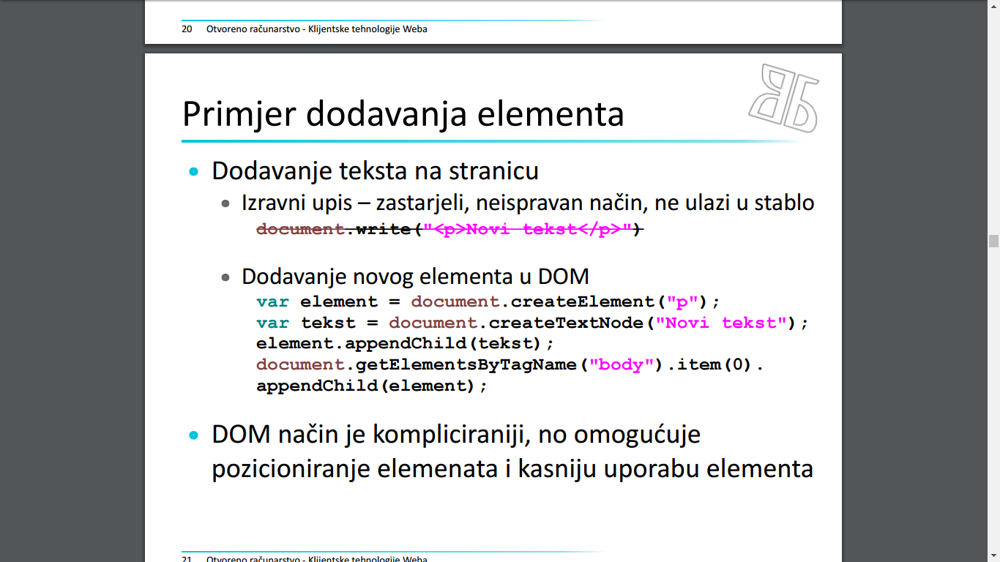 20 Otvoreno računarstvo - Klijentske tehnologije Weba
Primjer dodavanja elementa
Dodavanje teksta na stranicu
Izravni upis – zastarjeli, neispravan način, ne ulazi u stablo
document.write("<p>Novi tekst</p>")
Dodavanje novog elementa u DOM
var element = document.createElement("p");
var tekst = document.createTextNode("Novi tekst");
element.appendChild(tekst);
document.getElementsByTagName("body").item(0).
appendChild(element);
DOM način je kompliciraniji, no omogućuje
pozicioniranje elemenata i kasniju uporabu elementa
21 Otvoreno računarstvo - Klijentske tehnologije Weba